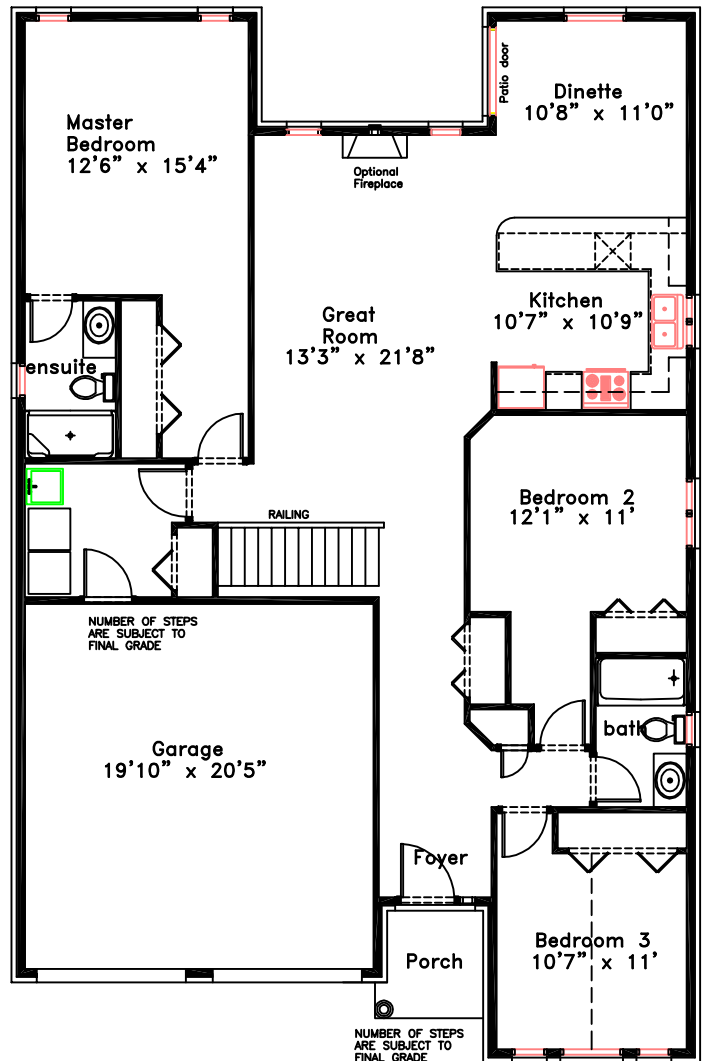 Patio door
Dinette
10'8" x 11'0"
Master
Bedroom
12'6" x 15'4"
Optional
Fireplace
Great
Room
13'3" x 21'8"
Kitchen
10'7" x 10'9"
ensuite
Bedroom 2
12'1" x 11'
RAILING
NUMBER OF STEPS
ARE SUBJECT TO
FINAL GRADE
bath
Garage
19'10" x 20'5"
Foyer
Porch
Bedroom 3
10'7" x 11'
NUMBER OF STEPS
ARE SUBJECT TO
FINAL GRADE